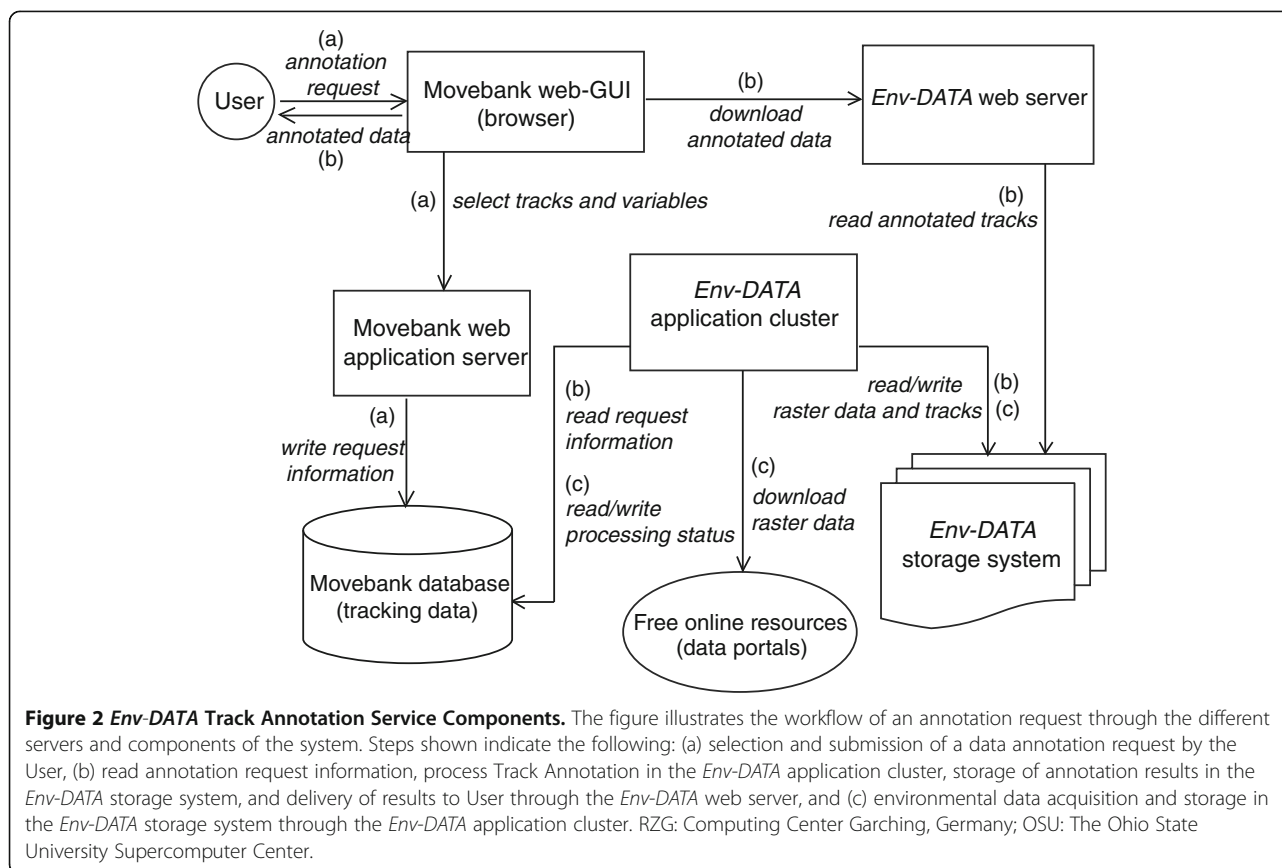 (a)
annotation
request
User
annotated data
(b)
Movebank web-GUI
(browser)
(b)
download
annotated data
Env-DATA web server
(a)
select tracks and variables
(b)
read annotated tracks
Movebank web
application server
Env-DATA
application cluster
(a)
write request
information
(b)
read request
information
(c)
read/write
processing status
(c)
download
raster data
read/write
raster data and tracks
(b)
(c)
Movebank database
(tracking data)
Free online resources
(data portals)
Env-DATA
storage system
Figure 2 Env-DATA Track Annotation Service Components. The figure illustrates the workflow of an annotation request through the different
servers and components of the system. Steps shown indicate the following: (a) selection and submission of a data annotation request by the
User, (b) read annotation request information, process Track Annotation in the Env-DATA application cluster, storage of annotation results in the
Env-DATA storage system, and delivery of results to User through the Env-DATA web server, and (c) environmental data acquisition and storage in
the Env-DATA storage system through the Env-DATA application cluster. RZG: Computing Center Garching, Germany; OSU: The Ohio State
University Supercomputer Center.